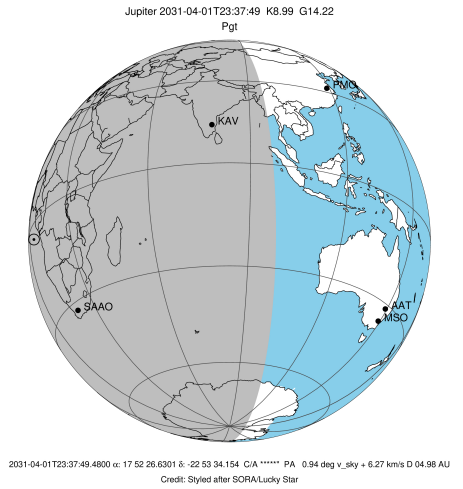 Jupiter 2031-04-01T23:37:49 K8.99 G14.22
Pgt
PMO
KAV
SAAO
AAT
MSO
2031-04-01T23:37:49.4800 α: 17 52 26.6301 δ: -22 53 34.154 C/A ****** PA 0.94 deg v_sky + 6.27 km/s D 04.98 AU
Credit: Styled after SORA/Lucky Star